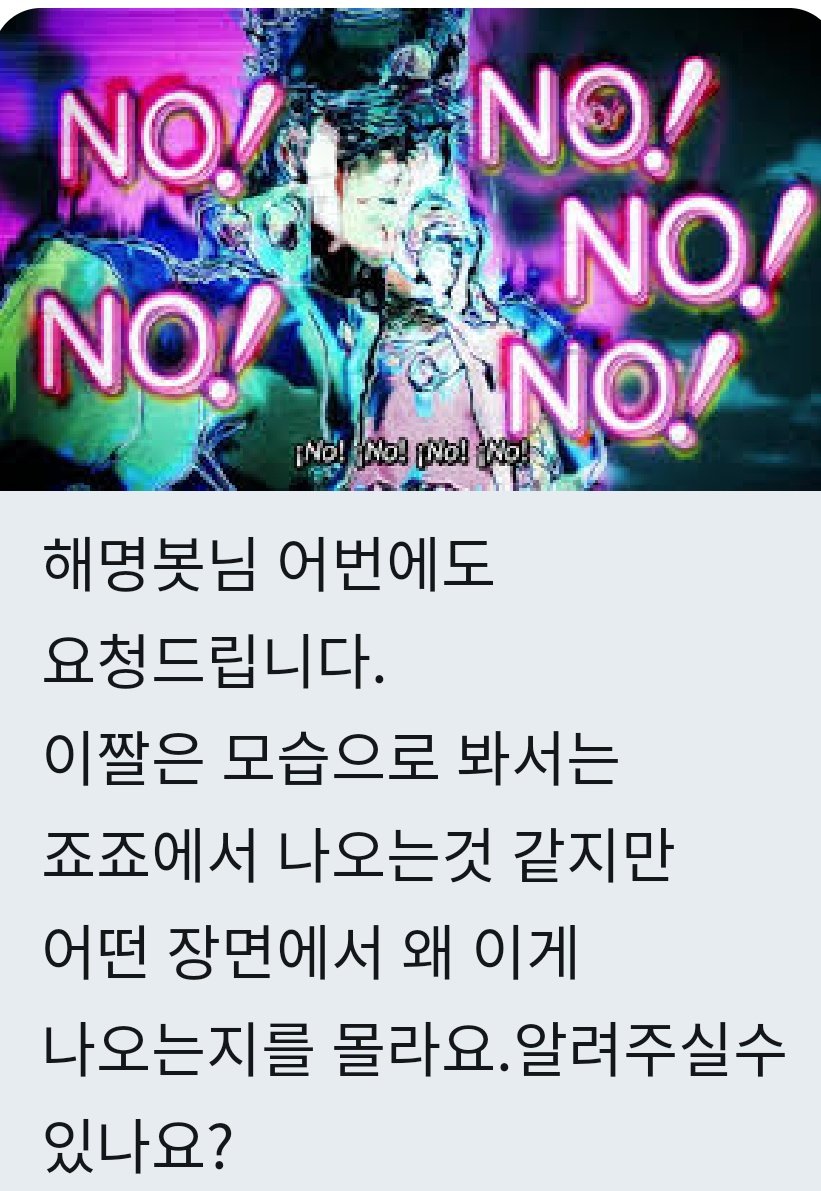 NO!
NO!
NO!
NO!
NO!
¡No! ¡No! ¡No! ¡No!
해명봇님 어번에도
요청드립니다.
이짤은 모습으로 봐서는
죠죠에서 나오는것 같지만
어떤 장면에서 왜 이게
나오는지를 몰라요.알려주실수
있나요?